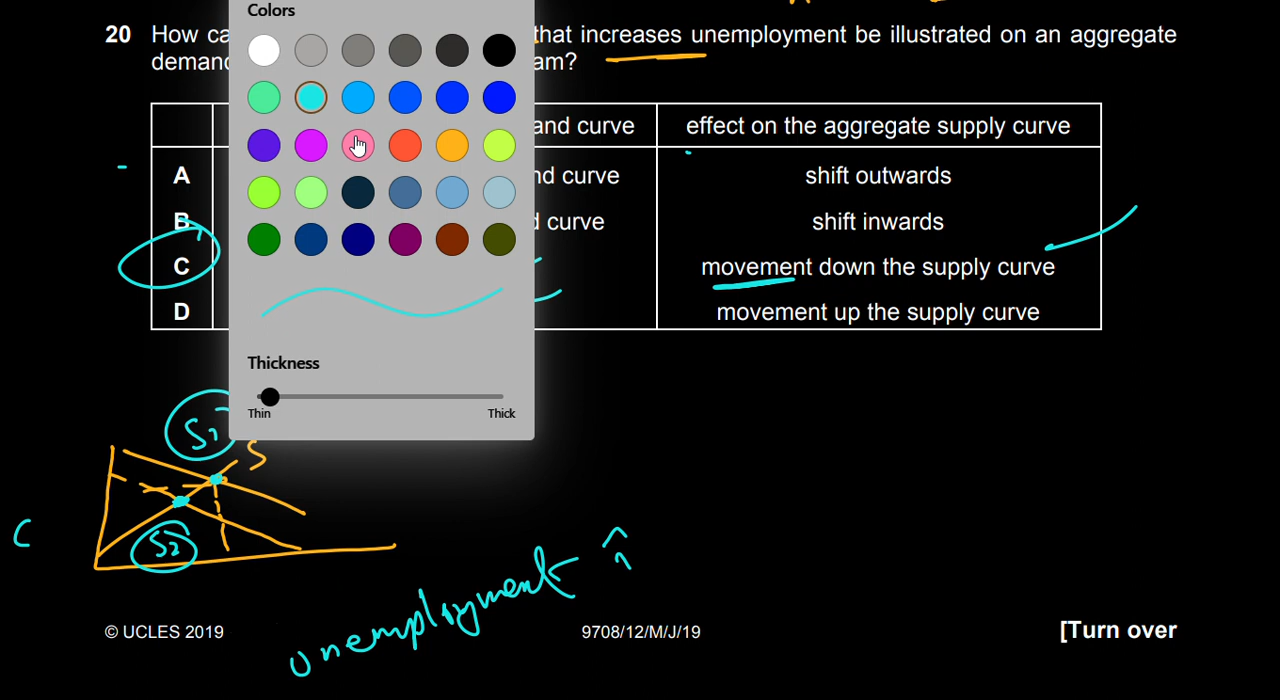 Colors
20 How ca that increases unemployment be illustrated on an aggregate
deman am?
and curve effect on the aggregate supply curve
A nd curve shift outwards
B d curve shift inwards
C movement down the supply curve
D movement up the supply curve
Thickness
Thin Thick
S1
S
S2
C
unemployment
© UCLES 2019 9708/12/M/J/19 [Turn over